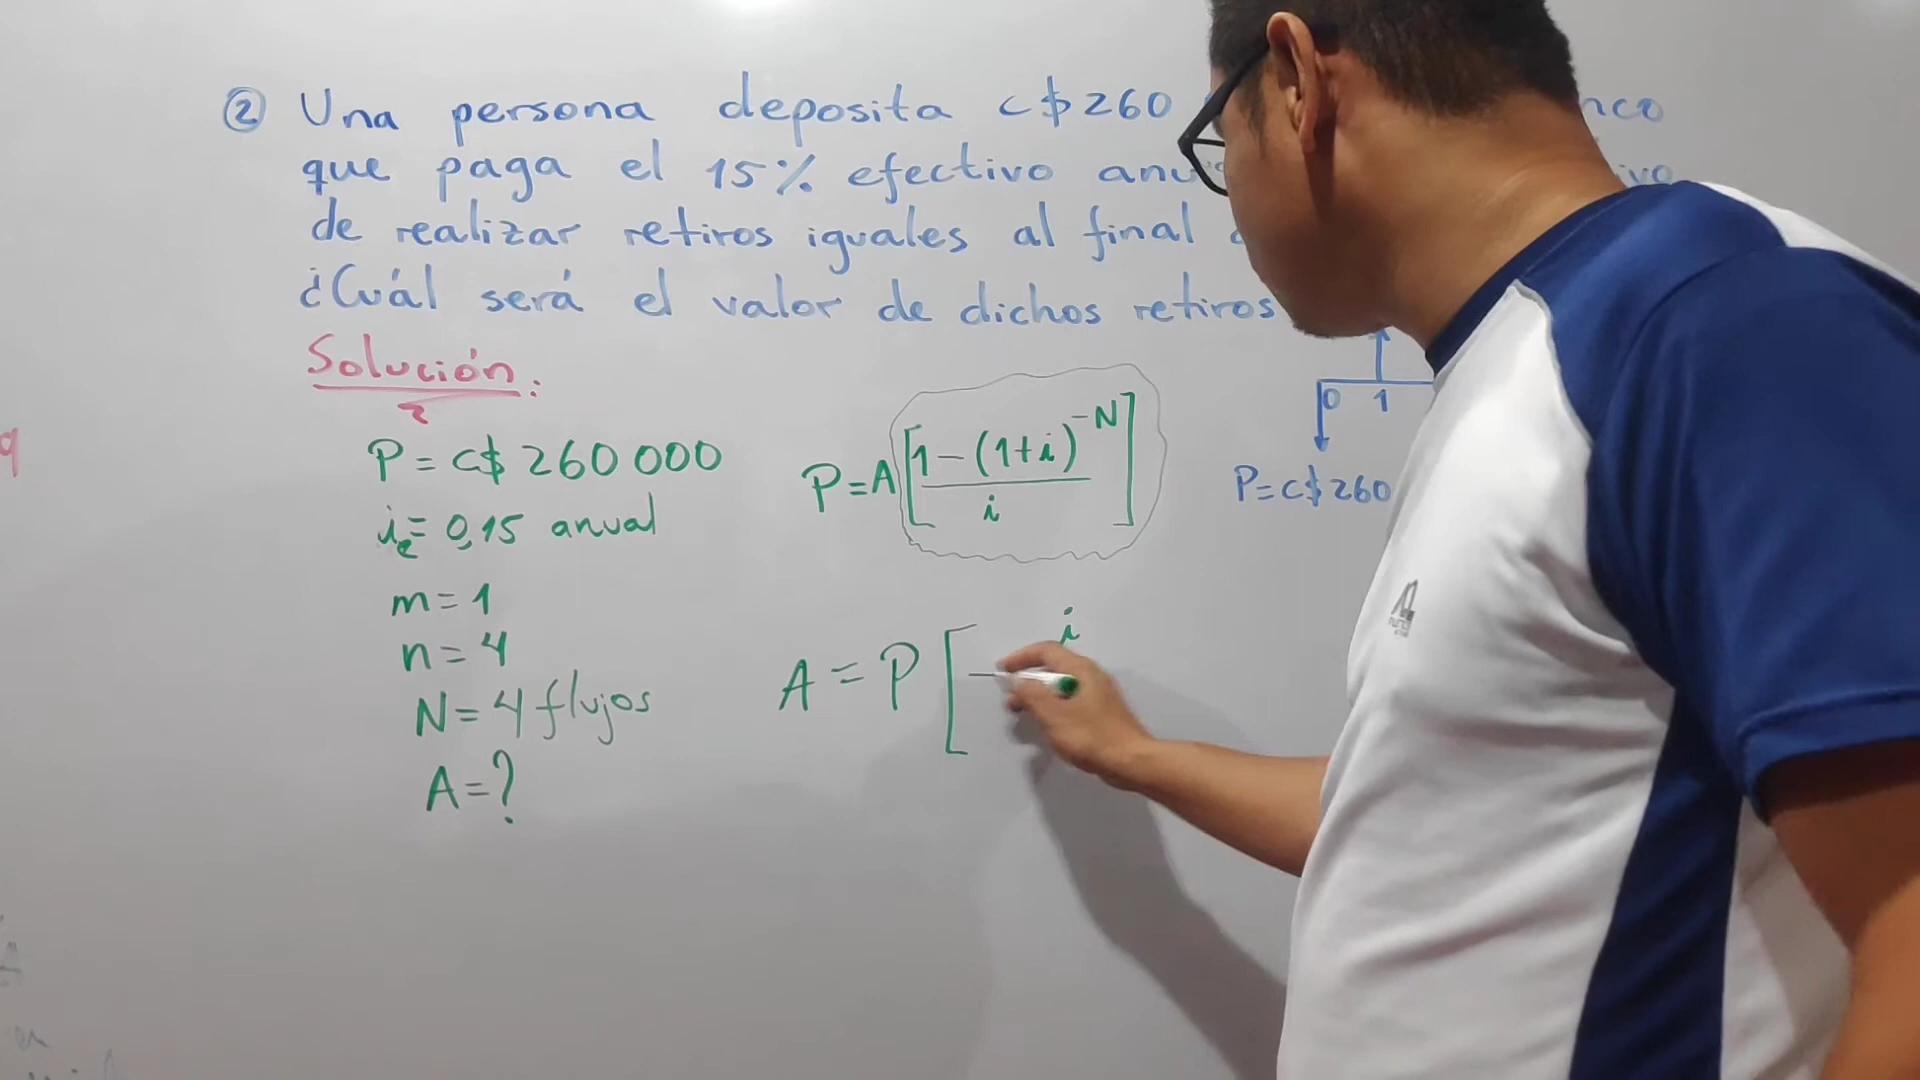 ② Una persona deposita C$260 nco
que paga el 15% efectivo anu ivo
de realizar retiros iguales al final
¿Cuál será el valor de dichos retiros
Solución:
P = C$ 260 000
i_e = 0,15 anual
m = 1
n = 4
N = 4 flujos
A = ?
P = A [1 - (1+i)^-N / i]
A = P [ i
0 1
P = C$ 260
9